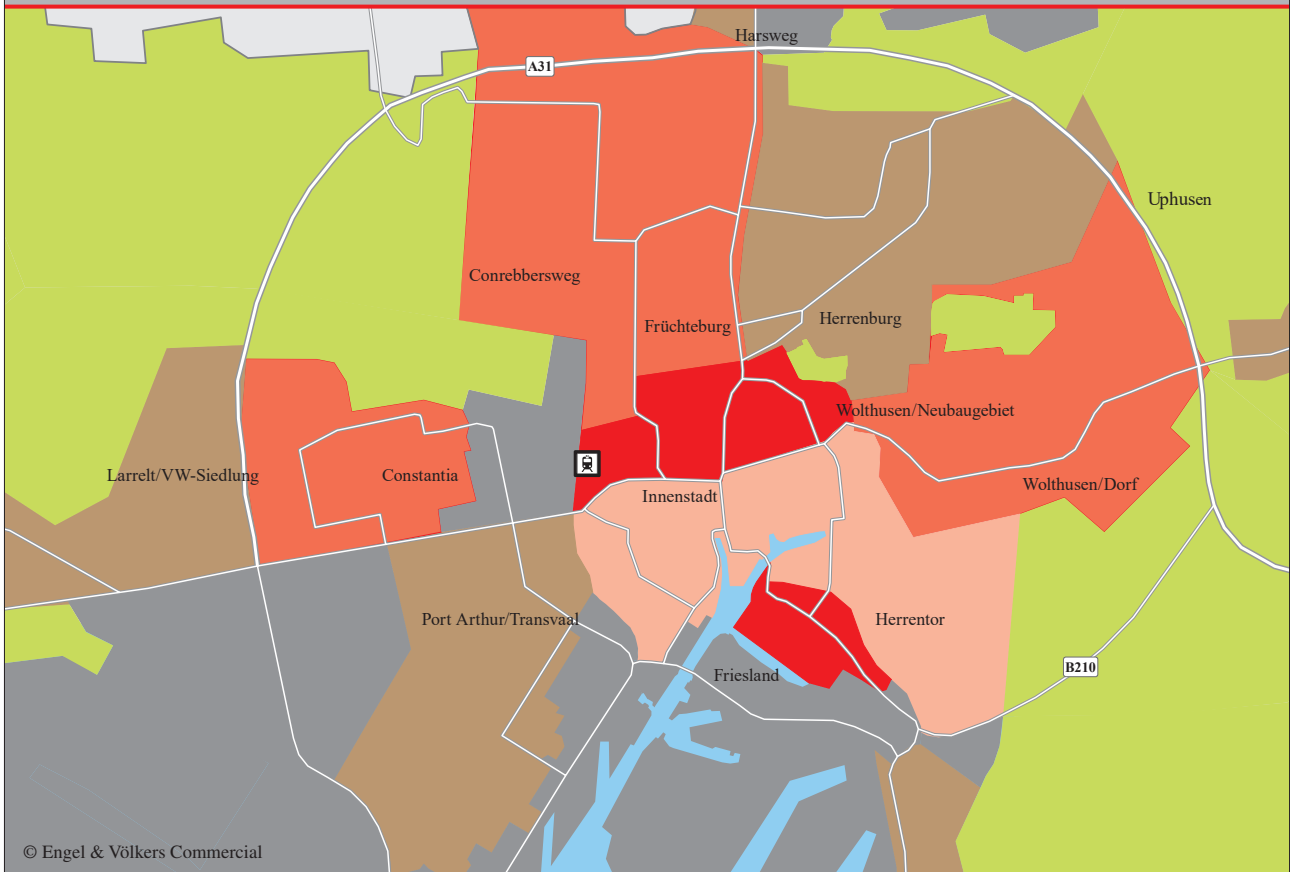 Harsweg
A31
Uphusen
Conrebbersweg
Früchteburg
Herrenburg
Wolthusen/Neubaugebiet
Larrelt/VW-Siedlung
Constantia
Wolthusen/Dorf
Innenstadt
Port Arthur/Transvaal
Herrentor
B210
Friesland
© Engel & Völkers Commercial